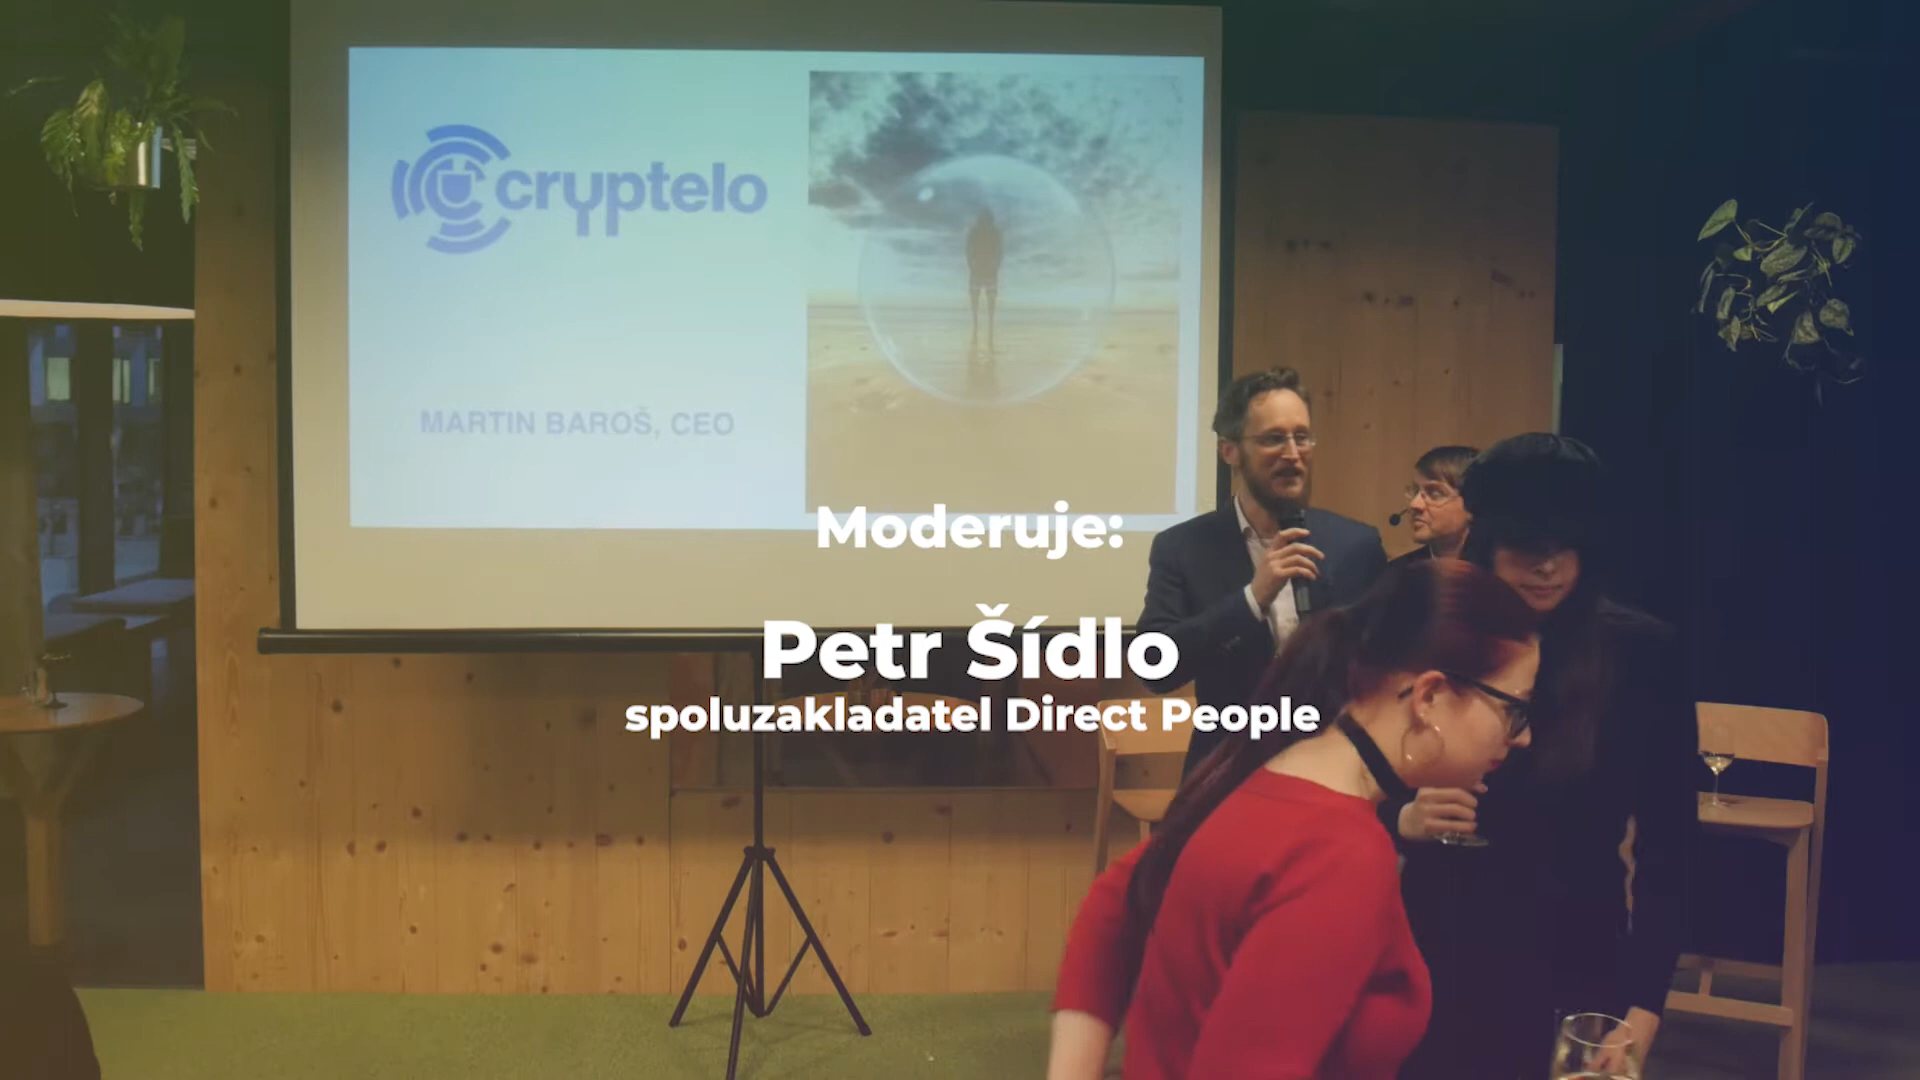 cryptelo
MARTIN BAROŠ, CEO
Moderuje:
Petr Šídlo
spoluzakladatel Direct People